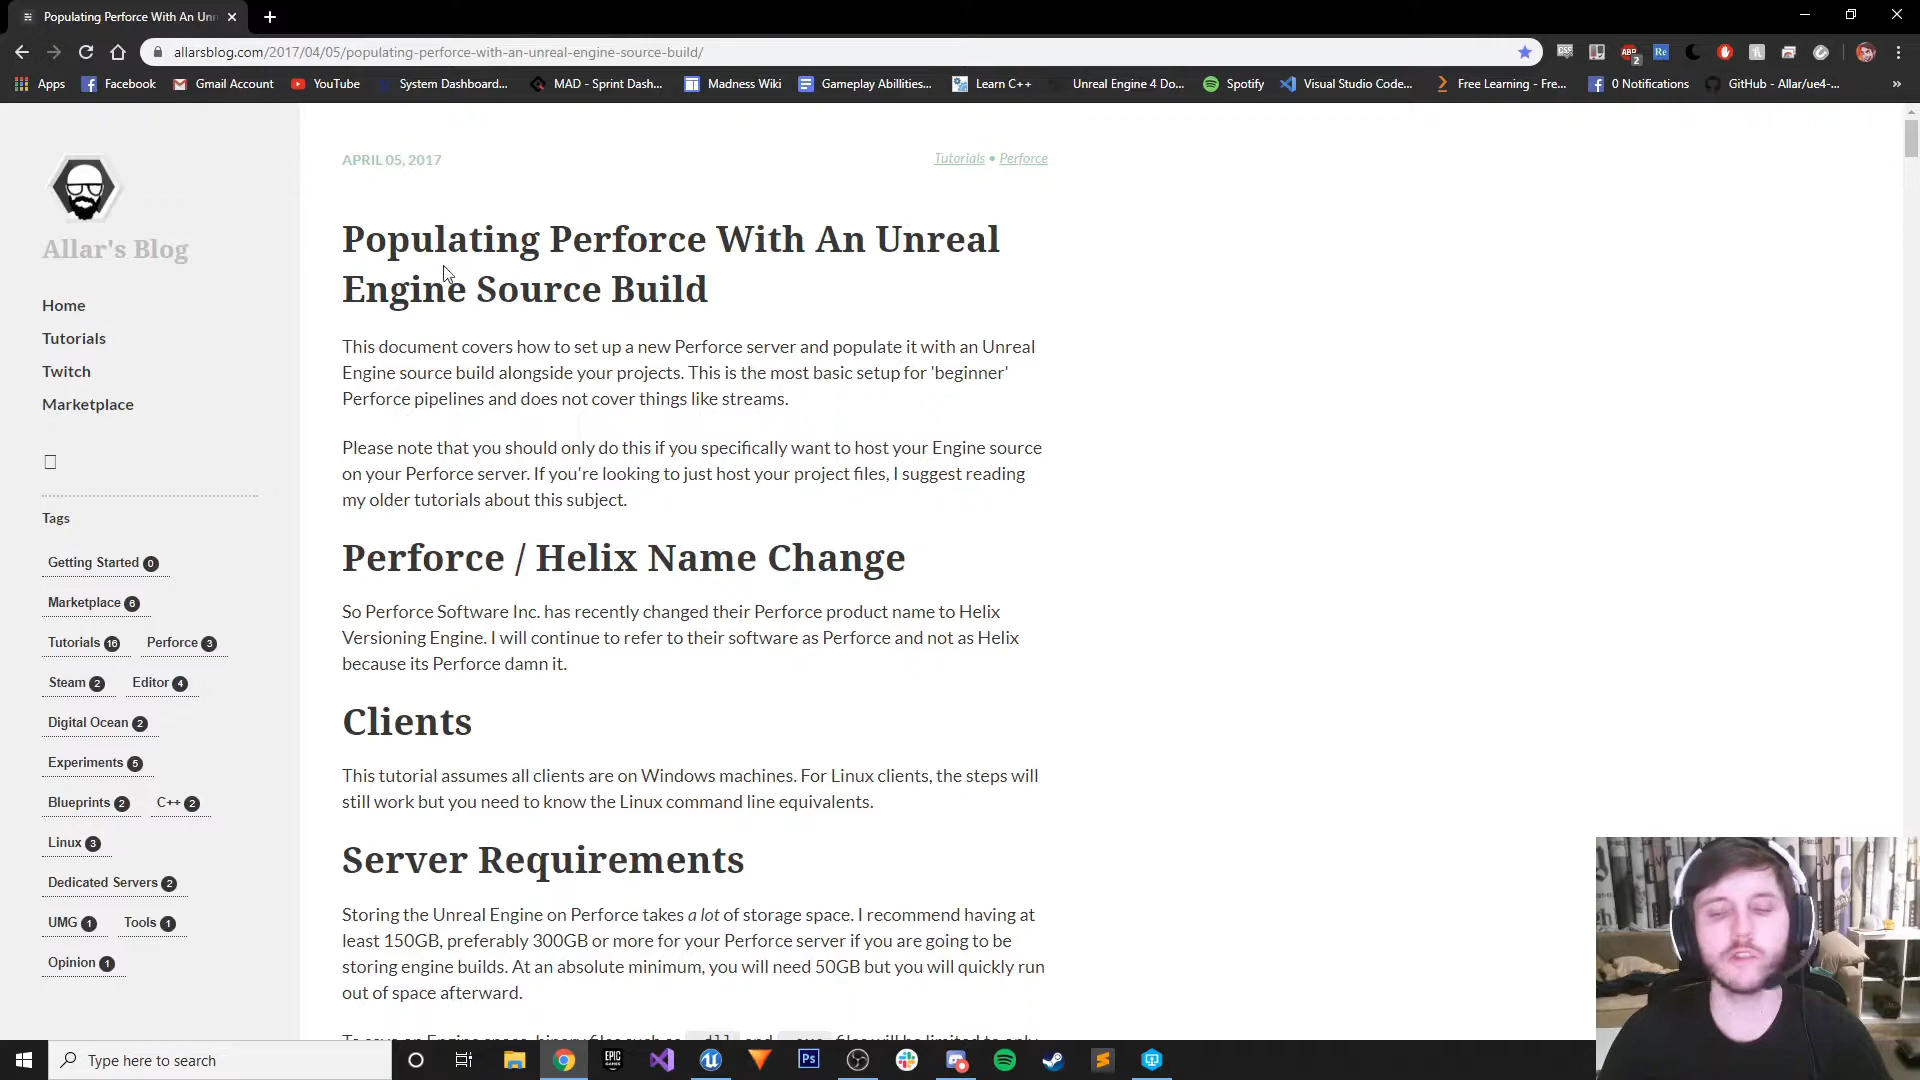 Populating Perforce With An Unr
allarsblog.com/2017/04/05/populating-perforce-with-an-unreal-engine-source-build/
Apps
Facebook
Gmail Account
YouTube
System Dashboard...
MAD - Sprint Dash...
Madness Wiki
Gameplay Abillities...
Learn C++
Unreal Engine 4 Do...
Spotify
Visual Studio Code...
Free Learning - Fre...
0 Notifications
GitHub - Allar/ue4-...
Allar's Blog
Home
Tutorials
Twitch
Marketplace
Tags
Getting Started 0
Marketplace 6
Tutorials 16 Perforce 3
Steam 2 Editor 4
Digital Ocean 2
Experiments 5
Blueprints 2 C++ 2
Linux 3
Dedicated Servers 2
UMG 1 Tools 1
Opinion 1
APRIL 05, 2017
Tutorials • Perforce
Populating Perforce With An Unreal
Engine Source Build
This document covers how to set up a new Perforce server and populate it with an Unreal
Engine source build alongside your projects. This is the most basic setup for 'beginner'
Perforce pipelines and does not cover things like streams.
Please note that you should only do this if you specifically want to host your Engine source
on your Perforce server. If you're looking to just host your project files, I suggest reading
my older tutorials about this subject.
Perforce / Helix Name Change
So Perforce Software Inc. has recently changed their Perforce product name to Helix
Versioning Engine. I will continue to refer to their software as Perforce and not as Helix
because its Perforce damn it.
Clients
This tutorial assumes all clients are on Windows machines. For Linux clients, the steps will
still work but you need to know the Linux command line equivalents.
Server Requirements
Storing the Unreal Engine on Perforce takes a lot of storage space. I recommend having at
least 150GB, preferably 300GB or more for your Perforce server if you are going to be
storing engine builds. At an absolute minimum, you will need 50GB but you will quickly run
out of space afterward.
Type here to search